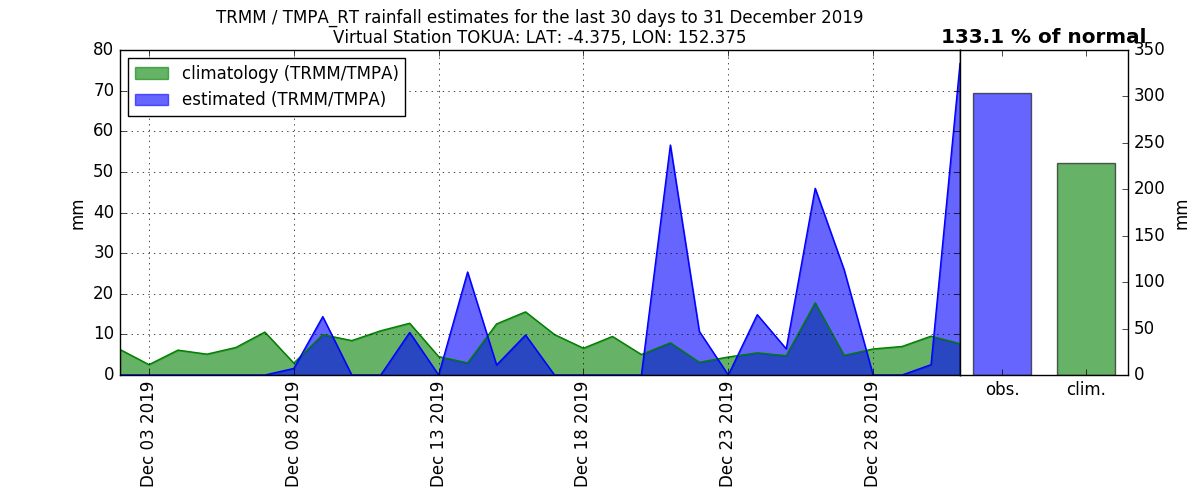 TRMM / TMPA_RT rainfall estimates for the last 30 days to 31 December 2019
Virtual Station TOKUA: LAT: -4.375, LON: 152.375
133.1 % of normal
climatology (TRMM/TMPA)
estimated (TRMM/TMPA)
80
70
60
50
40
30
20
10
0
mm
350
300
250
200
150
100
50
0
mm
Dec 03 2019
Dec 08 2019
Dec 13 2019
Dec 18 2019
Dec 23 2019
Dec 28 2019
obs.
clim.